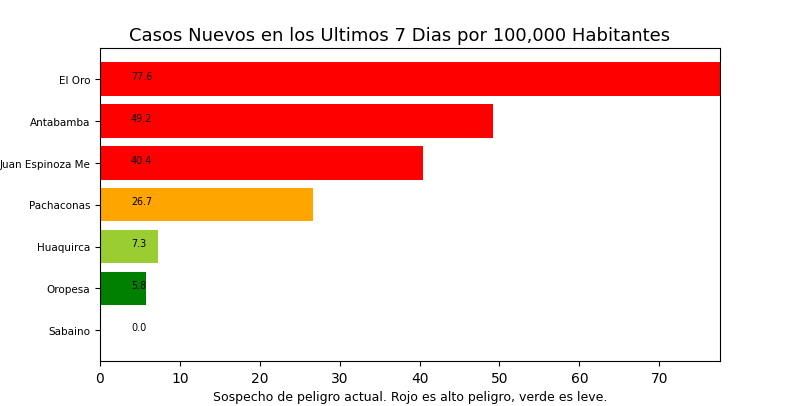 Casos Nuevos en los Ultimos 7 Dias por 100,000 Habitantes
El Oro 77.6
Antabamba 49.2
Juan Espinoza Me 40.4
Pachaconas 26.7
Huaquirca 7.3
Oropesa 5.8
Sabaino 0.0
0 10 20 30 40 50 60 70
Sospecho de peligro actual. Rojo es alto peligro, verde es leve.